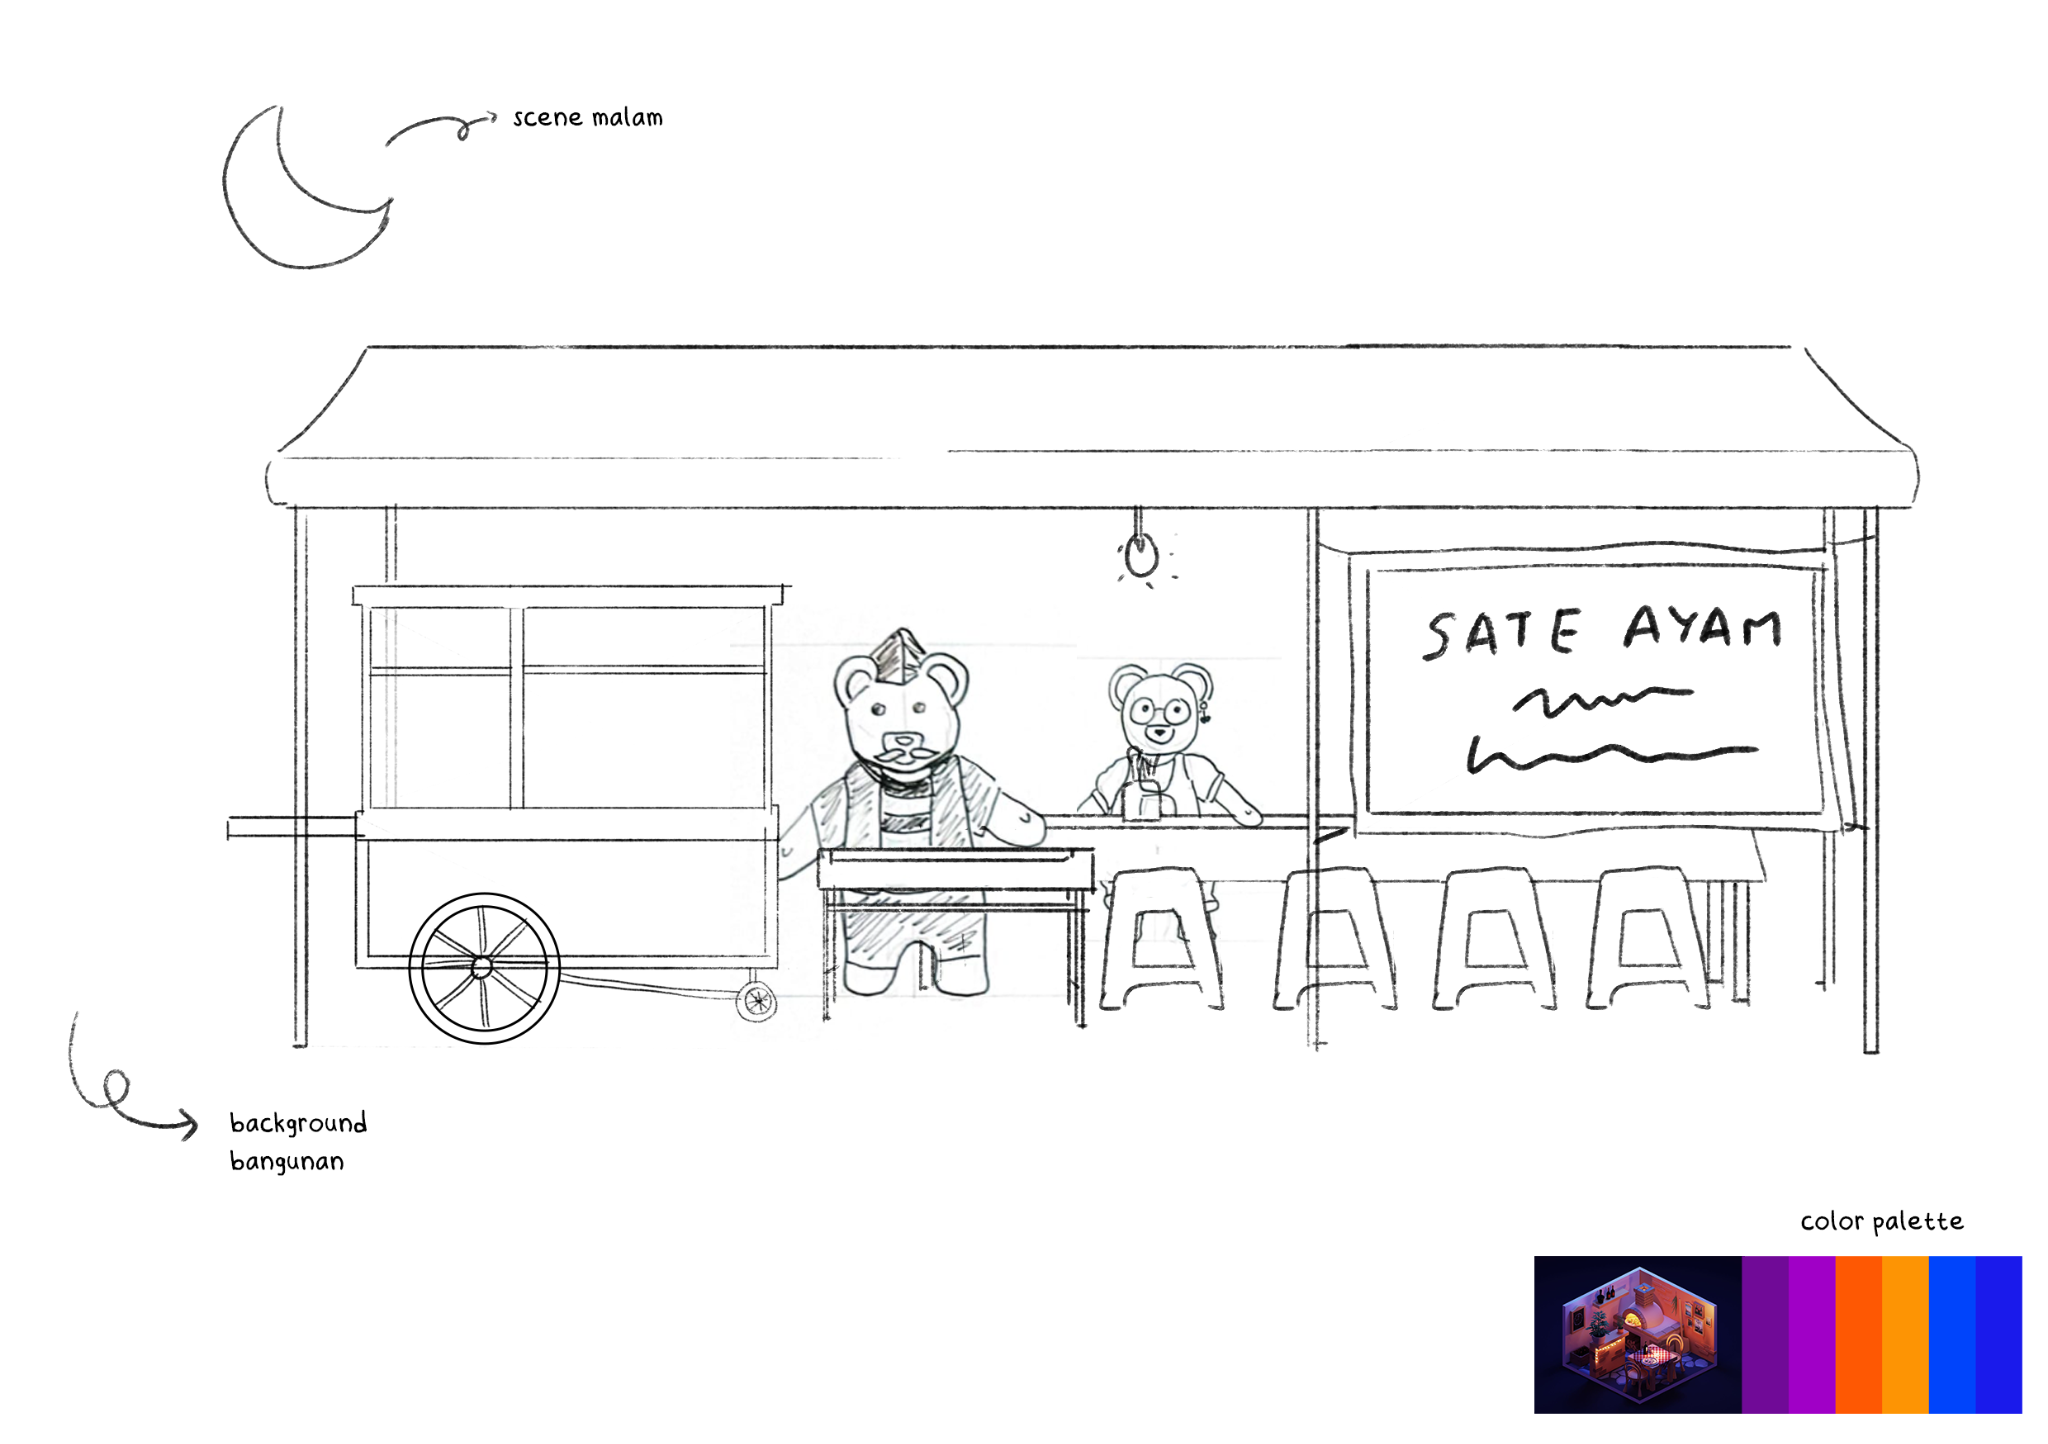 scene malam
SATE AYAM
background
bangunan
color palette